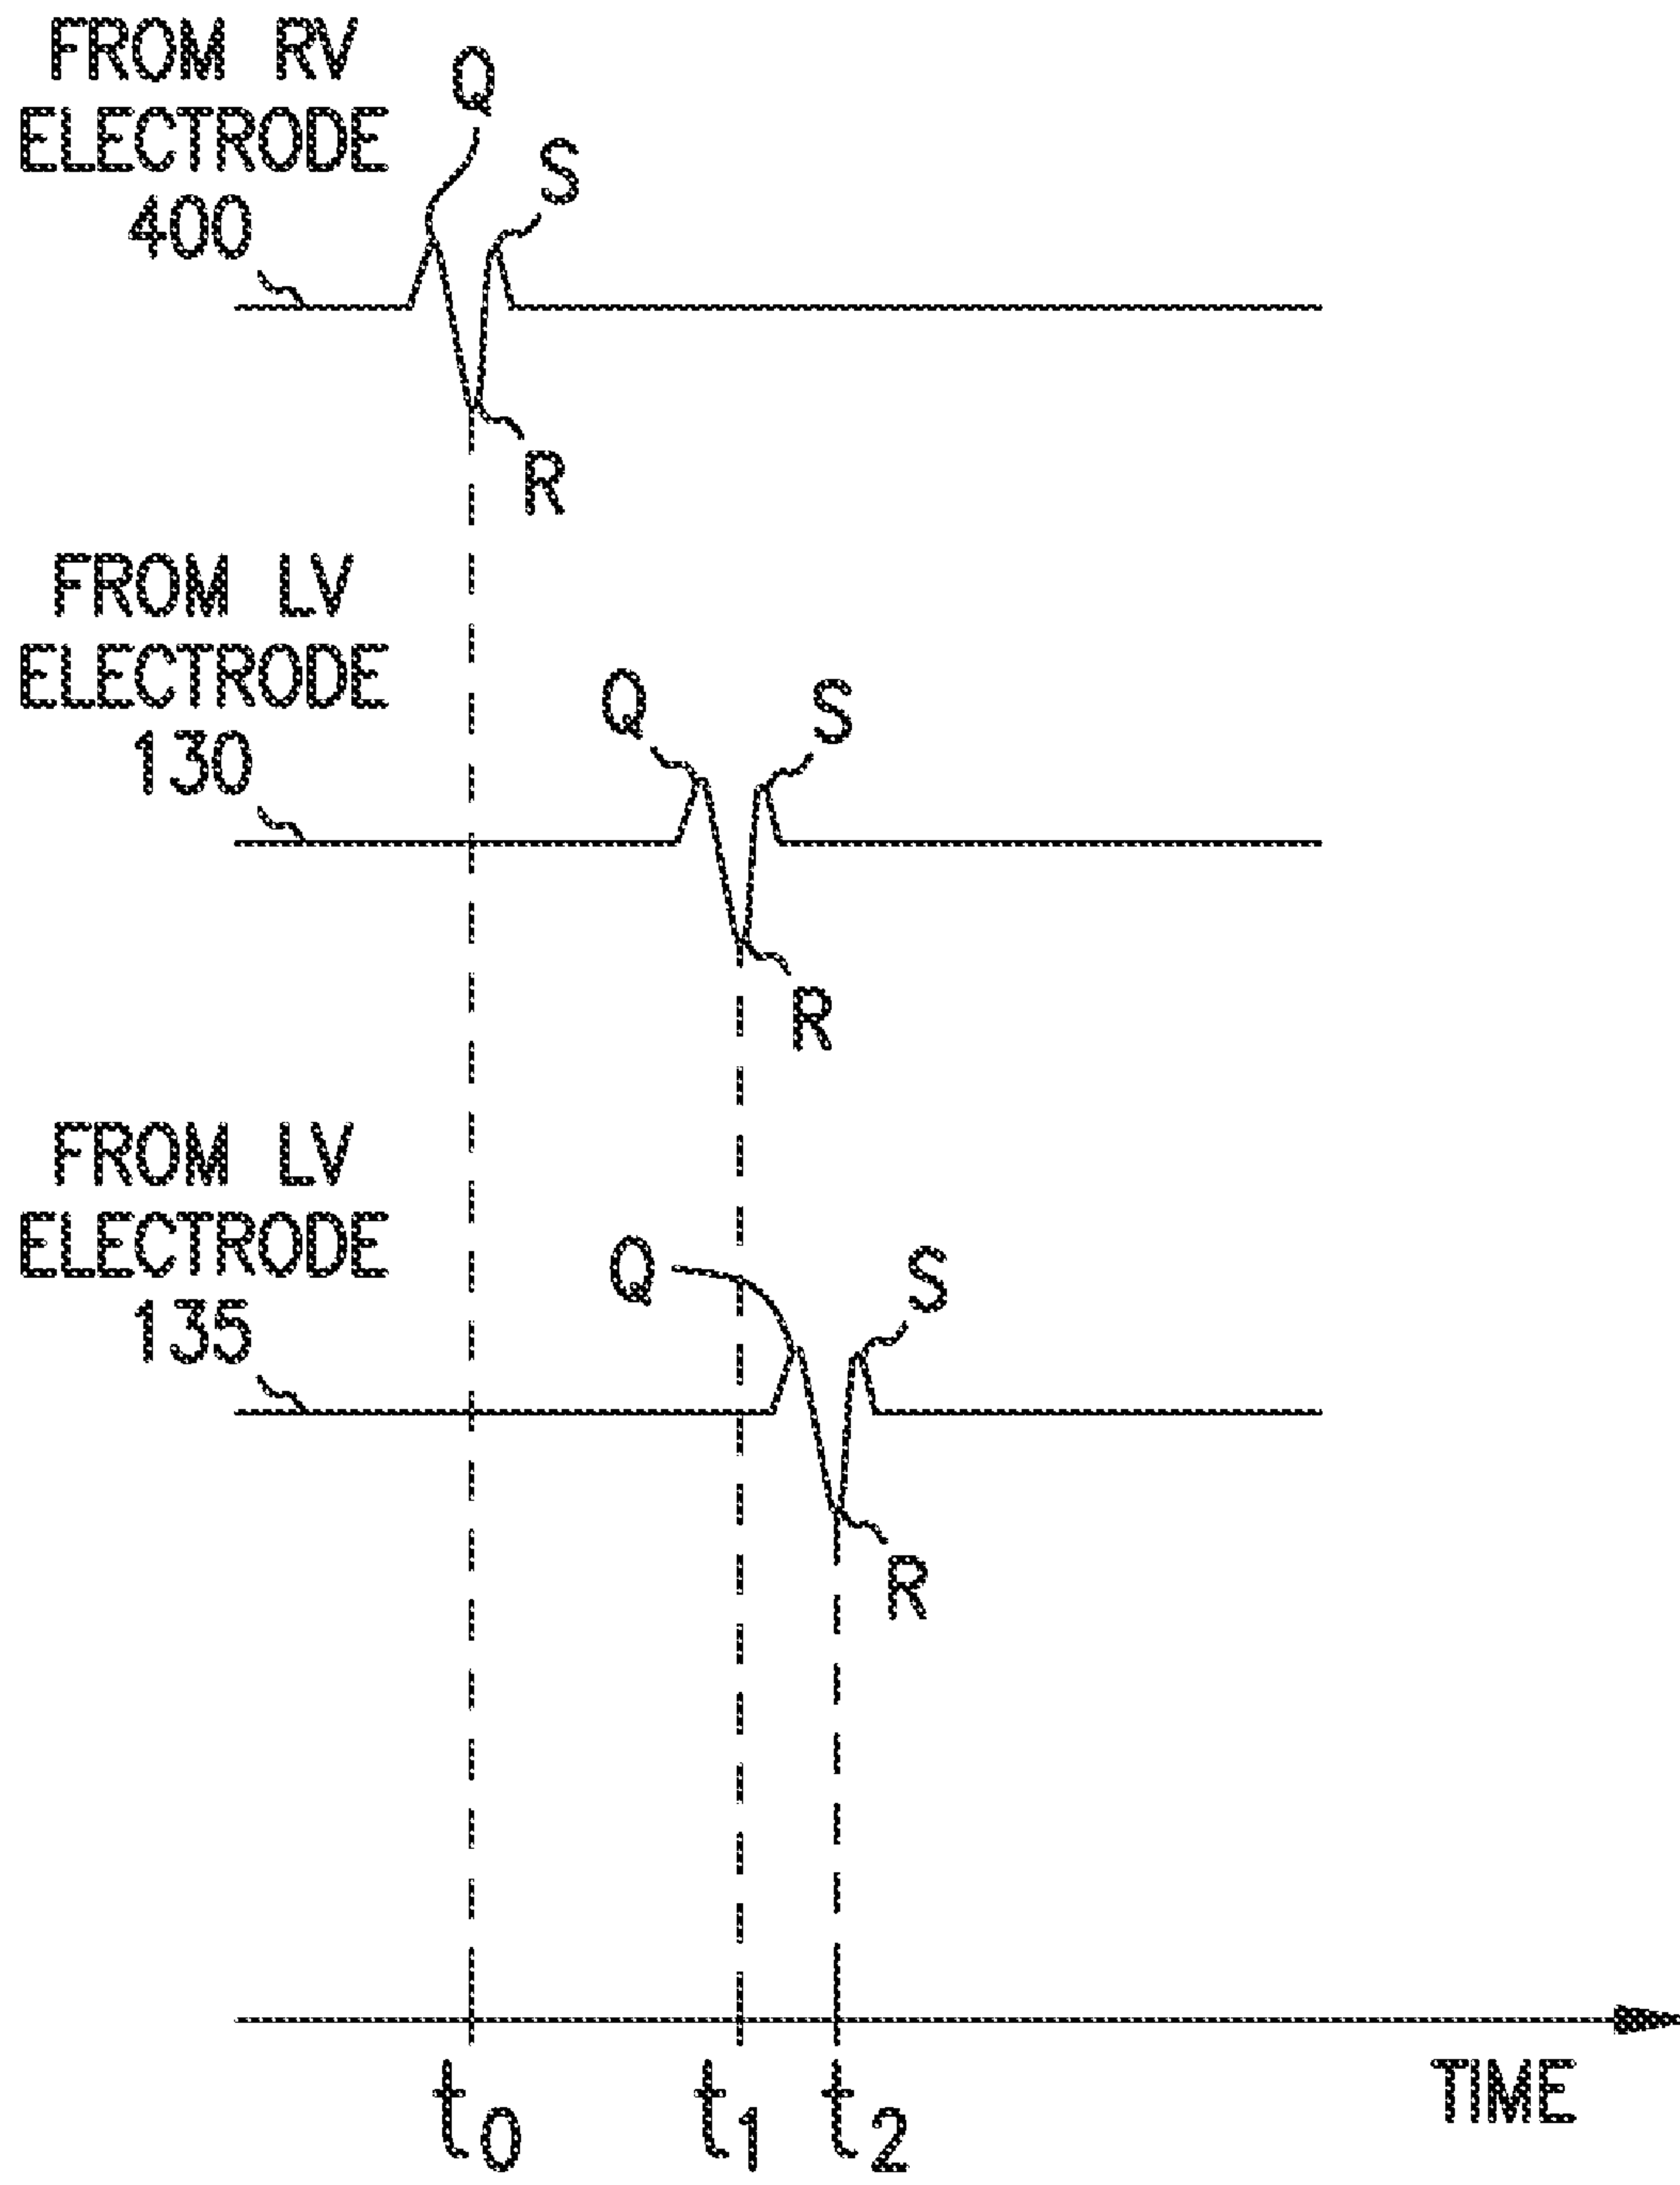 FROM RV
ELECTRODE
400
Q
S
R
FROM LV
ELECTRODE
130
Q
S
R
FROM LV
ELECTRODE
135
Q
S
R
t0
t1
t2
TIME